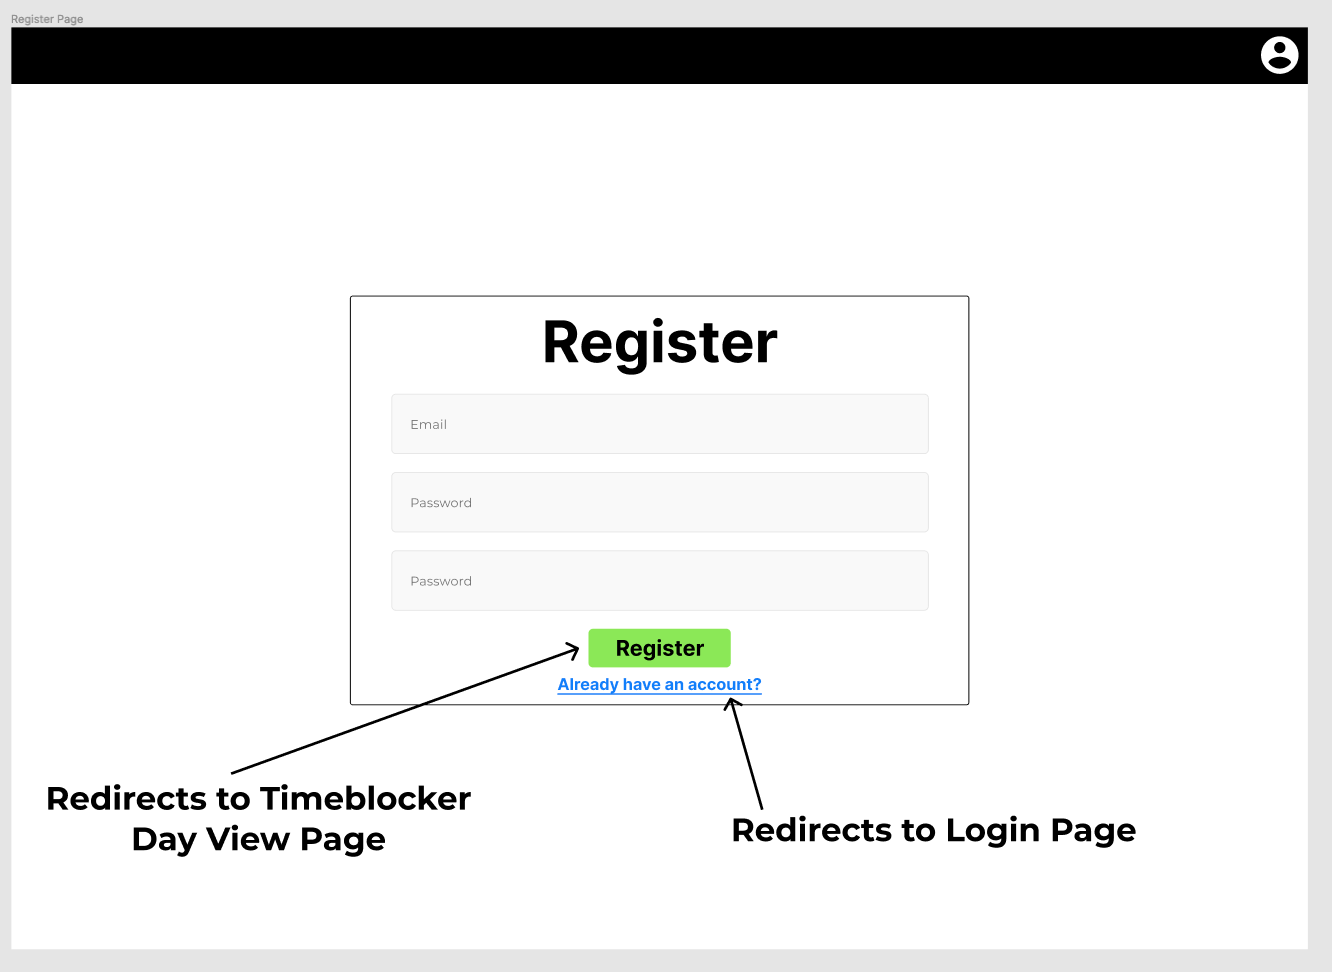 Register Page
Register
Email
Password
Password
Register
Already have an account?
Redirects to Timeblocker
Day View Page
Redirects to Login Page